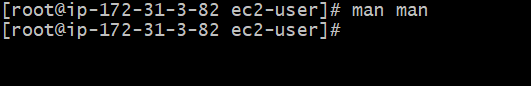 [root@ip-172-31-3-82 ec2-user]# man man
[root@ip-172-31-3-82 ec2-user]#